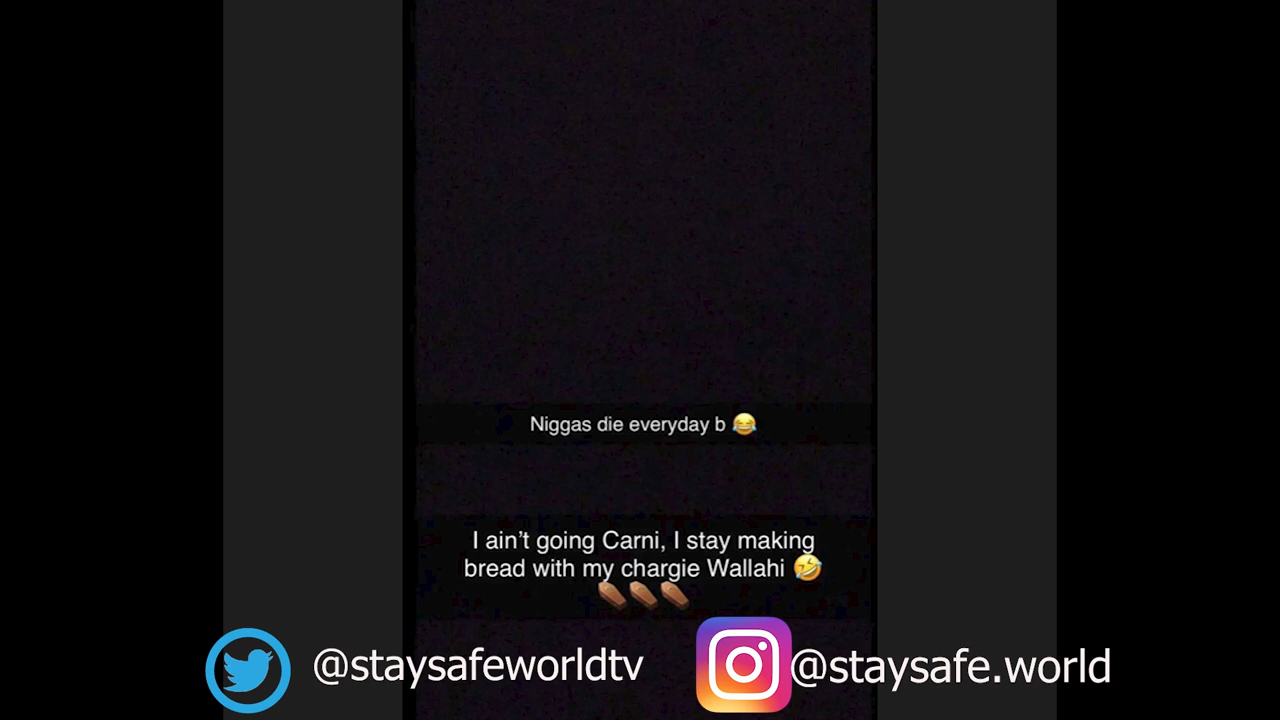 Niggas die everyday b 😂
I ain't going Carni, I stay making
bread with my chargie Wallahi 🤣
⚰️⚰️⚰️
@staysafeworldtv @staysafe.world